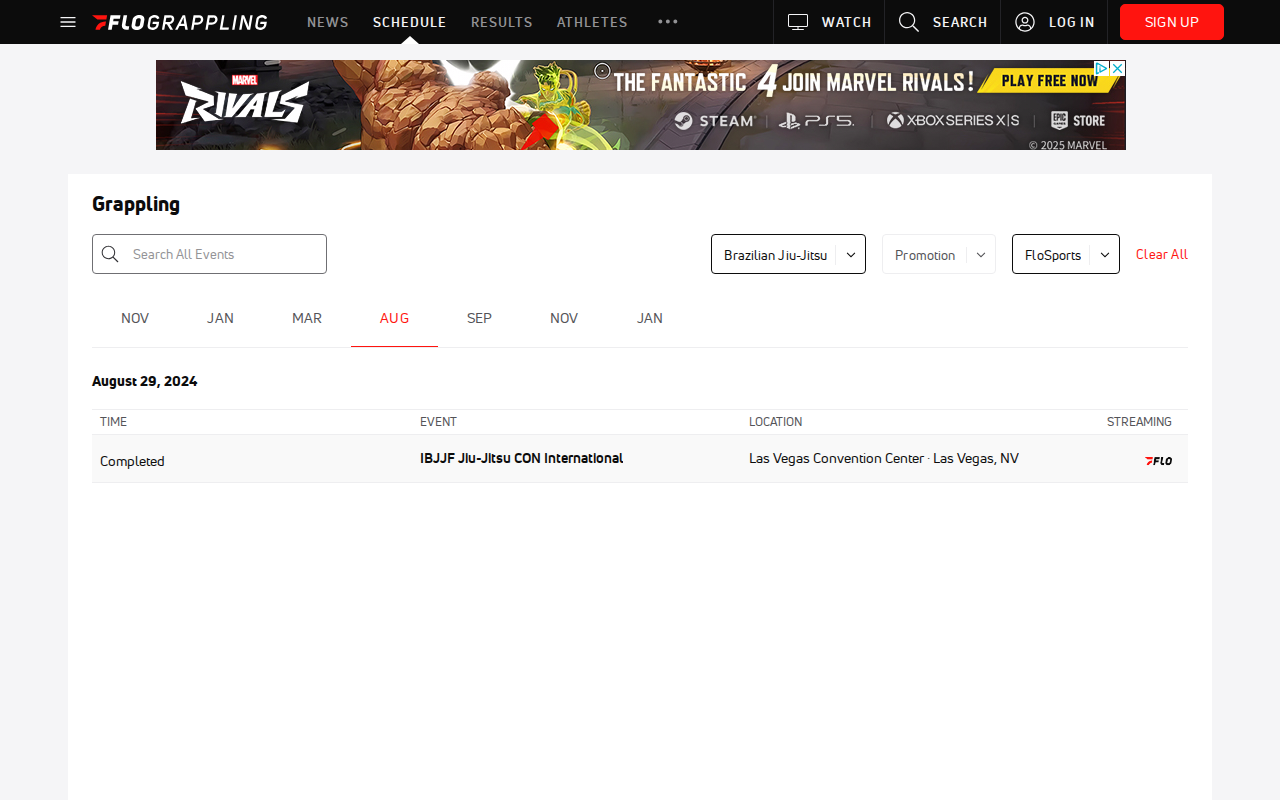 FLOGRAPPLING NEWS SCHEDULE RESULTS ATHLETES WATCH SEARCH LOG IN SIGN UP
MARVEL RIVALS
THE FANTASTIC 4 JOIN MARVEL RIVALS! PLAY FREE NOW
STEAM | PS5 | XBOX SERIES X|S | EPIC GAMES STORE
© 2025 MARVEL
Grappling
Search All Events Brazilian Jiu-Jitsu Promotion FloSports Clear All
NOV JAN MAR AUG SEP NOV JAN
August 29, 2024
TIME EVENT LOCATION STREAMING
Completed IBJJF Jiu-Jitsu CON International Las Vegas Convention Center · Las Vegas, NV FLO